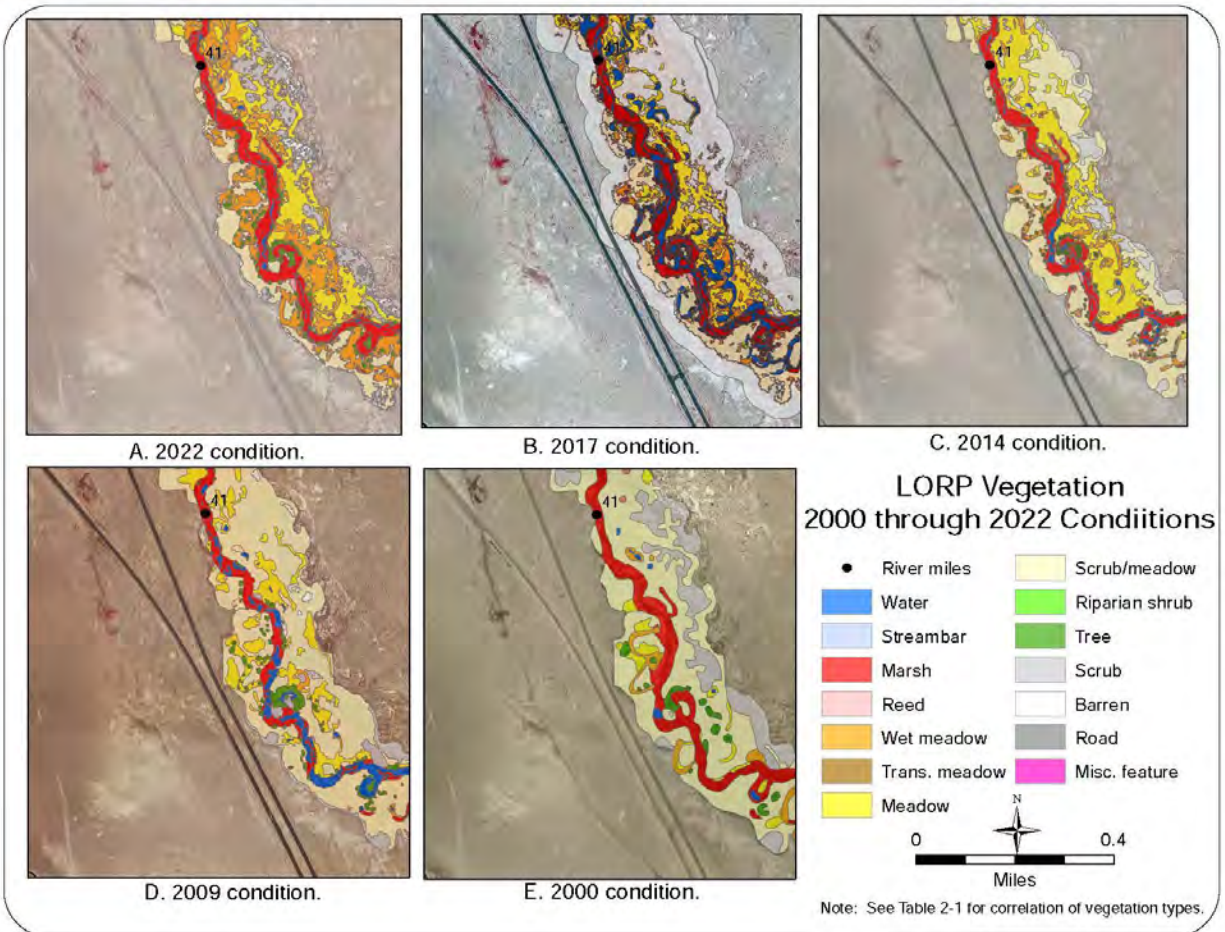 41
41
41
A. 2022 condition.
B. 2017 condition.
C. 2014 condition.
41
41
D. 2009 condition.
E. 2000 condition.
LORP Vegetation
2000 through 2022 Condiitions
River miles
Water
Streambar
Marsh
Reed
Wet meadow
Trans. meadow
Meadow
Scrub/meadow
Riparian shrub
Tree
Scrub
Barren
Road
Misc. feature
N
0 0.4
Miles
Note: See Table 2-1 for correlation of vegetation types.